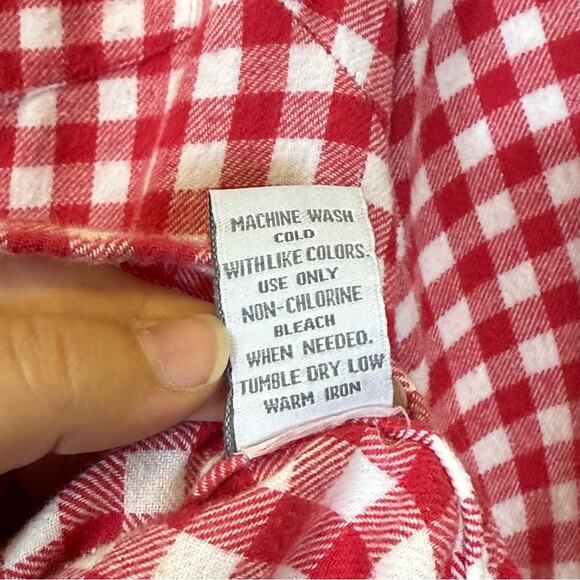 MACHINE WASH
COLD
WITH LIKE COLORS.
USE ONLY
NON-CHLORINE
BLEACH
WHEN NEEDED.
TUMBLE DRY LOW
WARM IRON